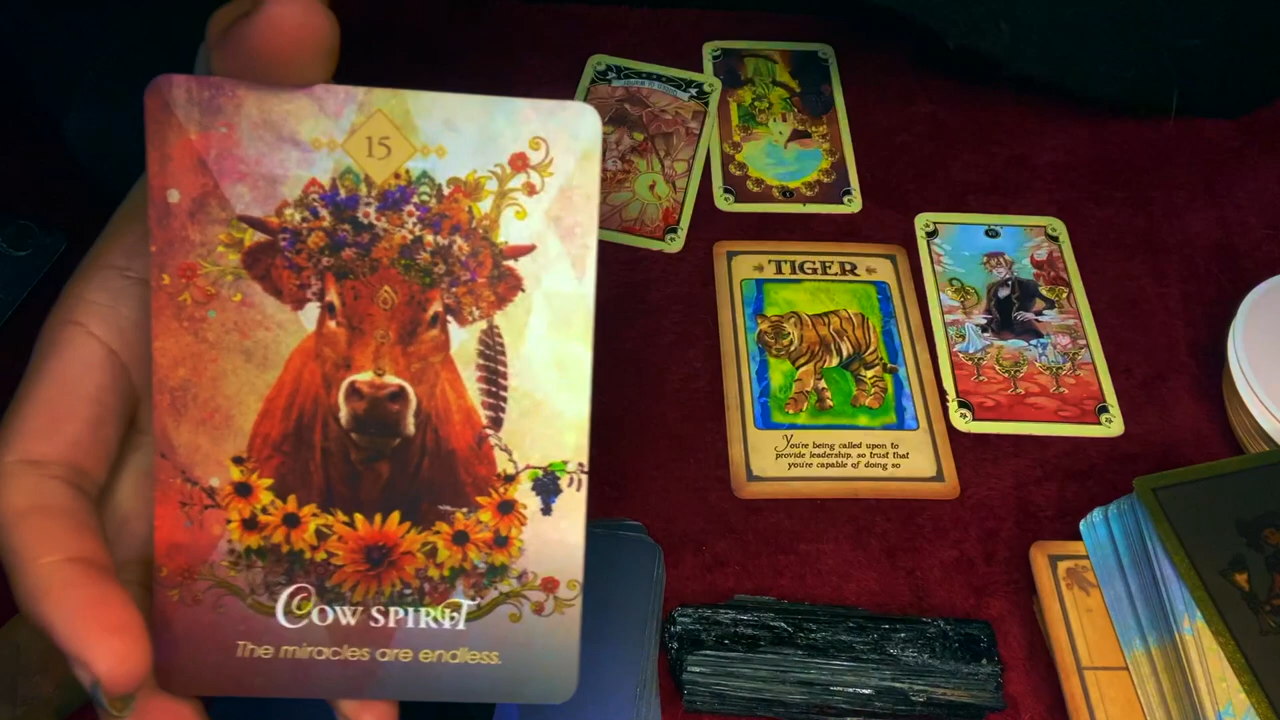 15
COW SPIRIT
The miracles are endless.
TIGER
You're being called upon to
provide leadership, so trust that
you're capable of doing so
VII